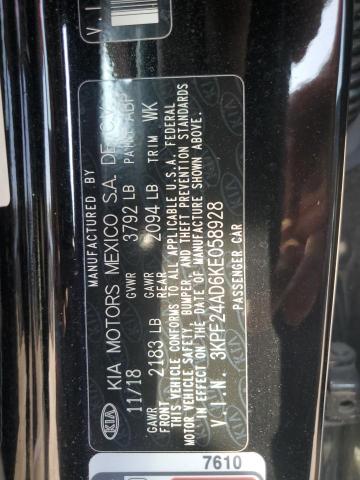 MANUFACTURED BY
KIA MOTORS MEXICO S.A. DE C.V.
11/18 GVWR 3792 LB PAINT ABP
GAWR FRONT 2183 LB GAWR REAR 2094 LB TRIM WK
THIS VEHICLE CONFORMS TO ALL APPLICABLE U.S.A. FEDERAL
MOTOR VEHICLE SAFETY, BUMPER, AND THEFT PREVENTION STANDARDS
IN EFFECT ON THE DATE OF MANUFACTURE SHOWN ABOVE.
V.I.N. 3KPF24AD6KE058928
PASSENGER CAR
KIA
7610
V.I